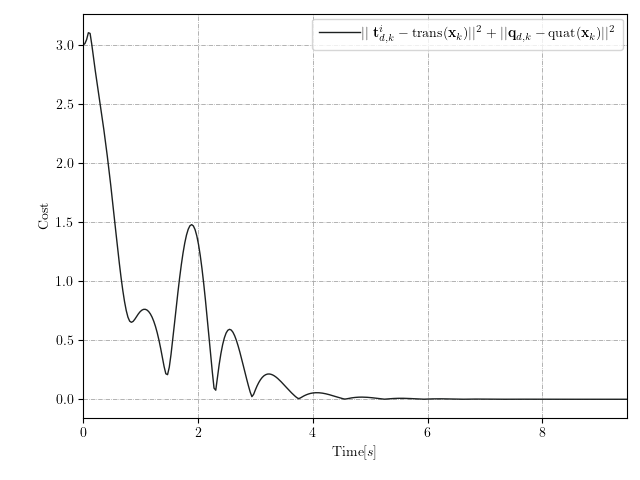 || t^i_{d,k} − trans(x_k)||^2 + ||q_{d,k} − quat(x_k)||^2
3.0
2.5
2.0
1.5
1.0
0.5
0.0
Cost
0 2 4 6 8
Time[s]